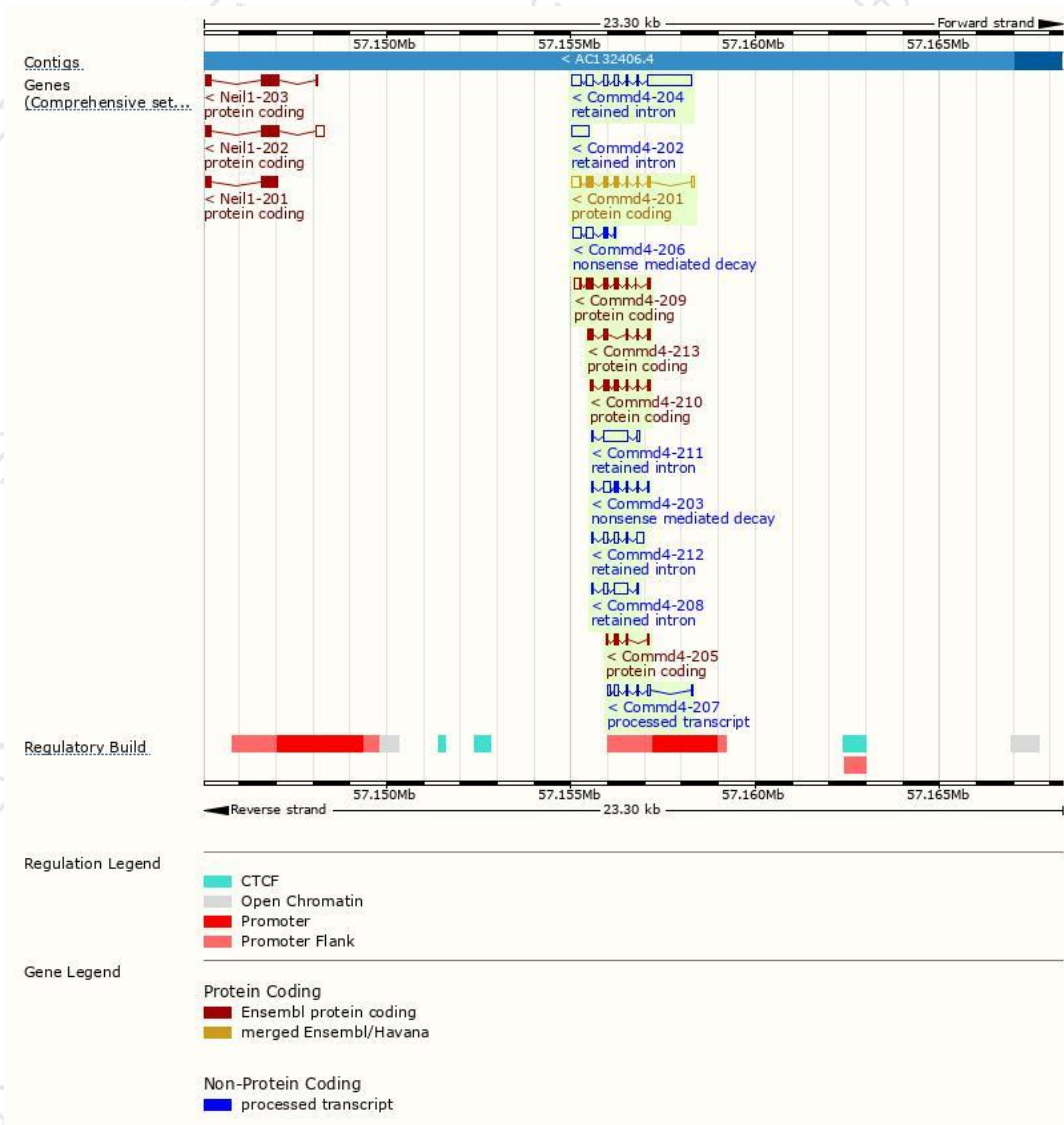 23.30 kb Forward strand
57.150Mb 57.155Mb 57.160Mb 57.165Mb
Contigs < AC132406.4
Genes
(Comprehensive set...
< Neil1-203
protein coding
< Neil1-202
protein coding
< Neil1-201
protein coding
< Commd4-204
retained intron
< Commd4-202
retained intron
< Commd4-201
protein coding
< Commd4-206
nonsense mediated decay
< Commd4-209
protein coding
< Commd4-213
protein coding
< Commd4-210
protein coding
< Commd4-211
retained intron
< Commd4-203
nonsense mediated decay
< Commd4-212
retained intron
< Commd4-208
retained intron
< Commd4-205
protein coding
< Commd4-207
processed transcript
Regulatory Build
57.150Mb 57.155Mb 57.160Mb 57.165Mb
Reverse strand 23.30 kb
Regulation Legend
CTCF
Open Chromatin
Promoter
Promoter Flank
Gene Legend
Protein Coding
Ensembl protein coding
merged Ensembl/Havana
Non-Protein Coding
processed transcript